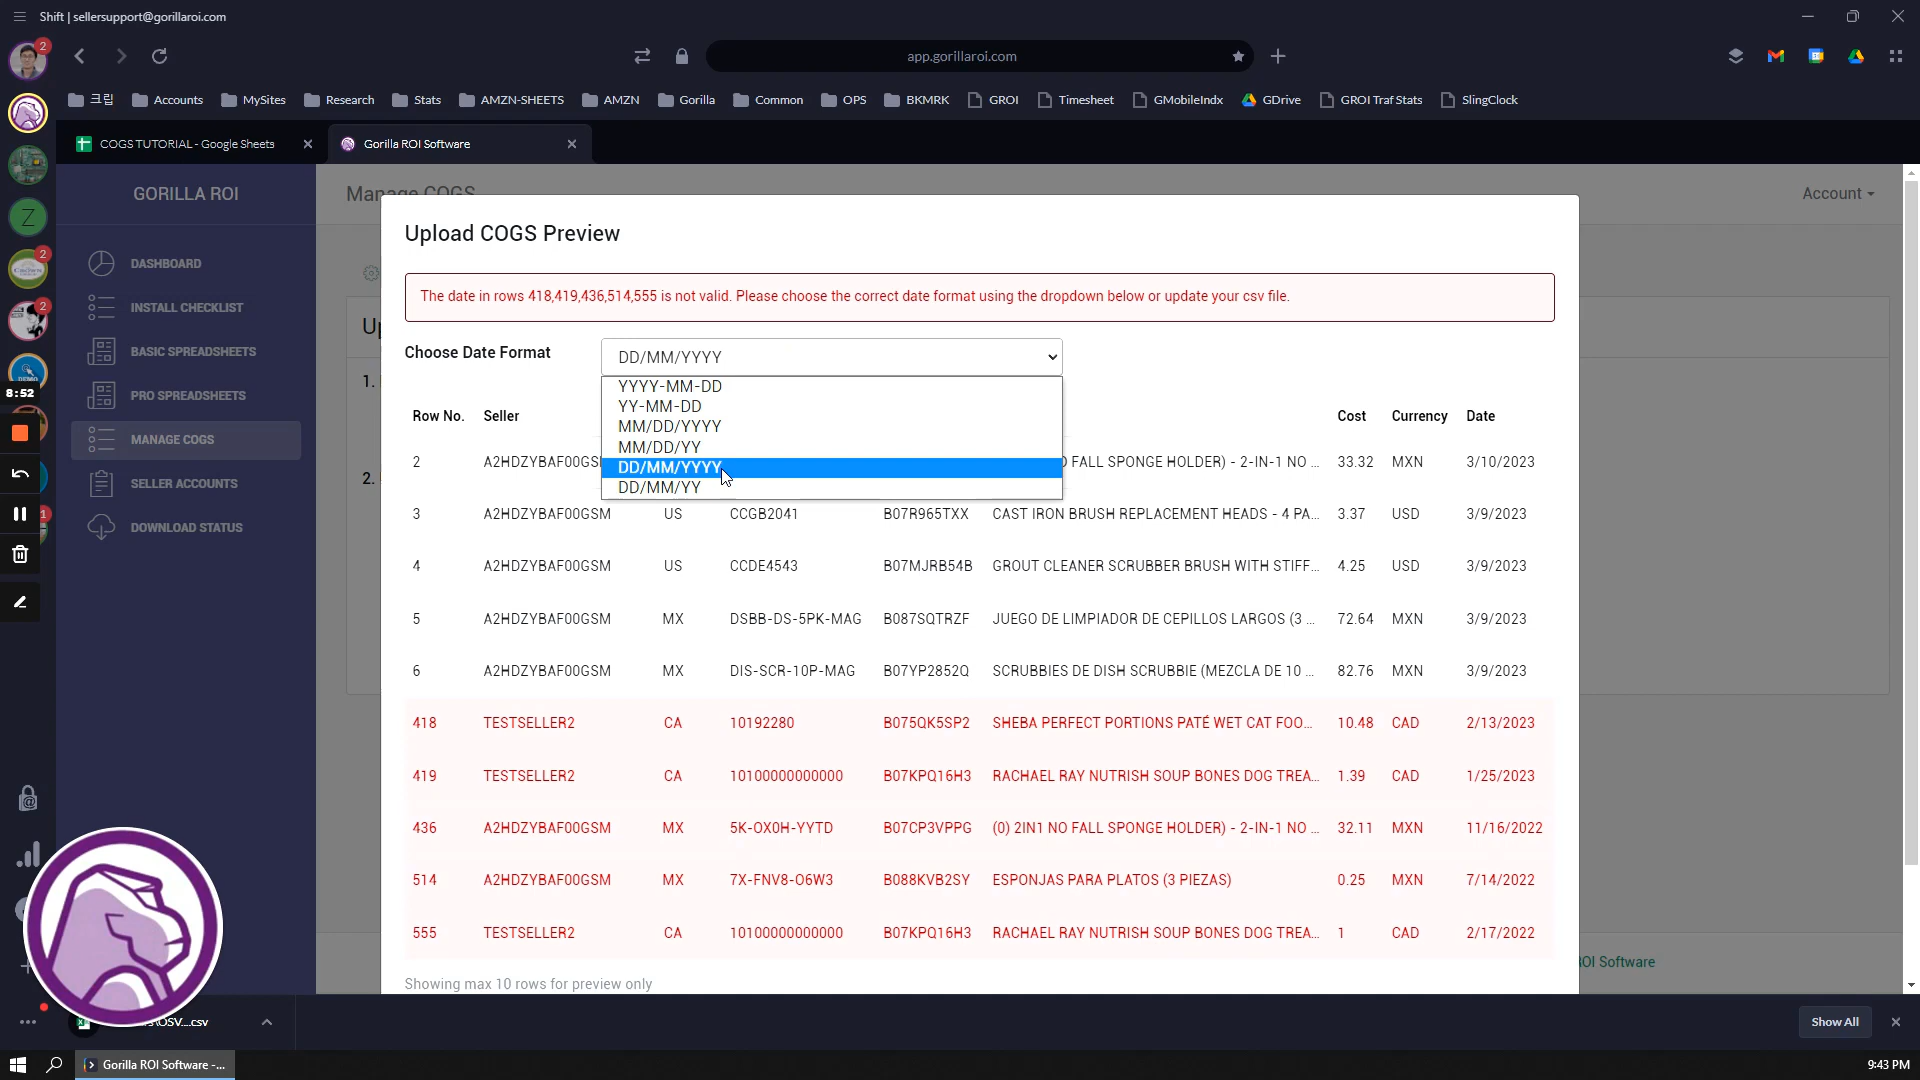 Shift | sellersupport@gorillaroi.com
2
app.gorillaroi.com
크립 Accounts MySites Research Stats AMZN-SHEETS AMZN Gorilla Common OPS BKMRK GROI Timesheet GMobileIndx GDrive GROI Traf Stats SlingClock
COGS TUTORIAL - Google Sheets
Gorilla ROI Software
GORILLA ROI
Manage COGS
Account
Z
2
2
DEMO
8:52
1
DASHBOARD
INSTALL CHECKLIST
BASIC SPREADSHEETS
PRO SPREADSHEETS
MANAGE COGS
SELLER ACCOUNTS
DOWNLOAD STATUS
1.
2.
Upload COGS Preview
The date in rows 418,419,436,514,555 is not valid. Please choose the correct date format using the dropdown below or update your csv file.
Choose Date Format
DD/MM/YYYY
YYYY-MM-DD
YY-MM-DD
MM/DD/YYYY
MM/DD/YY
DD/MM/YYYY
DD/MM/YY
Row No. Seller Cost Currency Date
2 A2HDZYBAF00GS FALL SPONGE HOLDER) - 2-IN-1 NO ... 33.32 MXN 3/10/2023
3 A2HDZYBAF00GSM US CCGB2041 B07R965TXX CAST IRON BRUSH REPLACEMENT HEADS - 4 PA... 3.37 USD 3/9/2023
4 A2HDZYBAF00GSM US CCDE4543 B07MJRB54B GROUT CLEANER SCRUBBER BRUSH WITH STIFF... 4.25 USD 3/9/2023
5 A2HDZYBAF00GSM MX DSBB-DS-5PK-MAG B087SQTRZF JUEGO DE LIMPIADOR DE CEPILLOS LARGOS (3 ... 72.64 MXN 3/9/2023
6 A2HDZYBAF00GSM MX DIS-SCR-10P-MAG B07YP2852Q SCRUBBIES DE DISH SCRUBBIE (MEZCLA DE 10 ... 82.76 MXN 3/9/2023
418 TESTSELLER2 CA 10192280 B075QK5SP2 SHEBA PERFECT PORTIONS PATÉ WET CAT FOO... 10.48 CAD 2/13/2023
419 TESTSELLER2 CA 10100000000000 B07KPQ16H3 RACHAEL RAY NUTRISH SOUP BONES DOG TREA... 1.39 CAD 1/25/2023
436 A2HDZYBAF00GSM MX 5K-OX0H-YYTD B07CP3VPPG (0) 2IN1 NO FALL SPONGE HOLDER) - 2-IN-1 NO ... 32.11 MXN 11/16/2022
514 A2HDZYBAF00GSM MX 7X-FNV8-O6W3 B088KVB2SY ESPONJAS PARA PLATOS (3 PIEZAS) 0.25 MXN 7/14/2022
555 TESTSELLER2 CA 10100000000000 B07KPQ16H3 RACHAEL RAY NUTRISH SOUP BONES DOG TREA... 1 CAD 2/17/2022
Showing max 10 rows for preview only
ROI Software
Show All
Gorilla ROI Software -...
9:43 PM